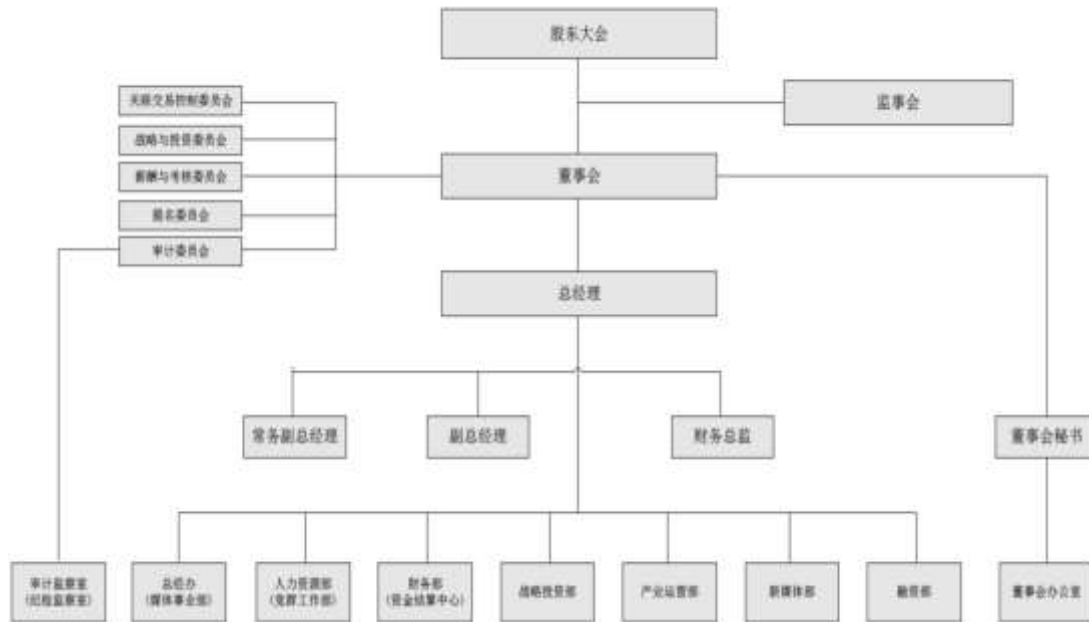 股东大会
关联交易控制委员会
监事会
战略与投资委员会
薪酬与考核委员会
董事会
提名委员会
审计委员会
总经理
常务副总经理
副总经理
财务总监
董事会秘书
审计监察室
(纪检监察室)
总经办
(媒体事业部)
人力资源部
(党群工作部)
财务部
(资金结算中心)
战略投资部
产业运营部
新媒体部
融资部
董事会办公室